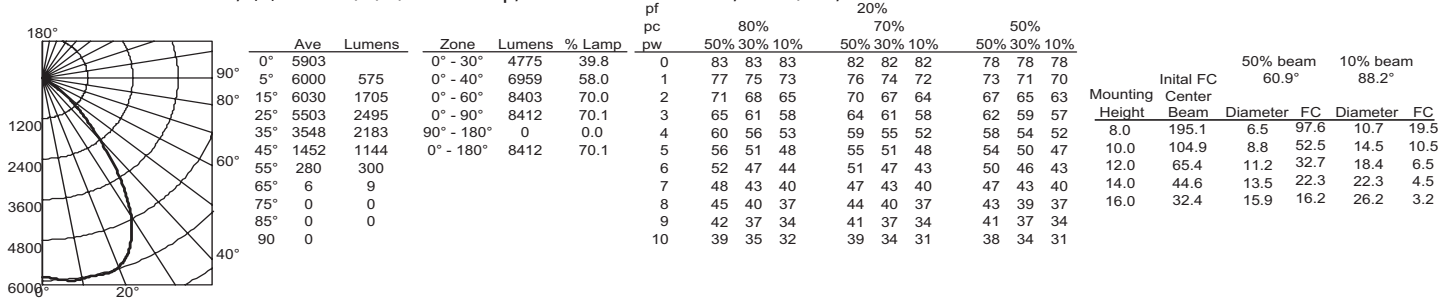 180°
90°
80°
60°
40°
20°
0°
1200
2400
3600
4800
6000
Ave Lumens
0° 5903
5° 6000 575
15° 6030 1705
25° 5503 2495
35° 3548 2183
45° 1452 1144
55° 280 300
65° 6 9
75° 0 0
85° 0 0
90 0
Zone Lumens % Lamp
0° - 30° 4775 39.8
0° - 40° 6959 58.0
0° - 60° 8403 70.0
0° - 90° 8412 70.1
90° - 180° 0 0.0
0° - 180° 8412 70.1
pf 20%
pc 80% 70% 50%
pw 50% 30% 10% 50% 30% 10% 50% 30% 10%
0 83 83 83 82 82 82 78 78 78
1 77 75 73 76 74 72 73 71 70
2 71 68 65 70 67 64 67 65 63
3 65 61 58 64 61 58 62 59 57
4 60 56 53 59 55 52 58 54 52
5 56 51 48 55 51 48 54 50 47
6 52 47 44 51 47 43 50 46 43
7 48 43 40 47 43 40 47 43 40
8 45 40 37 44 40 37 43 39 37
9 42 37 34 41 37 34 41 37 34
10 39 35 32 39 34 31 38 34 31
50% beam 10% beam
Inital FC 60.9° 88.2°
Mounting Center
Height Beam Diameter FC Diameter FC
8.0 195.1 6.5 97.6 10.7 19.5
10.0 104.9 8.8 52.5 14.5 10.5
12.0 65.4 11.2 32.7 18.4 6.5
14.0 44.6 13.5 22.3 22.3 4.5
16.0 32.4 15.9 16.2 26.2 3.2